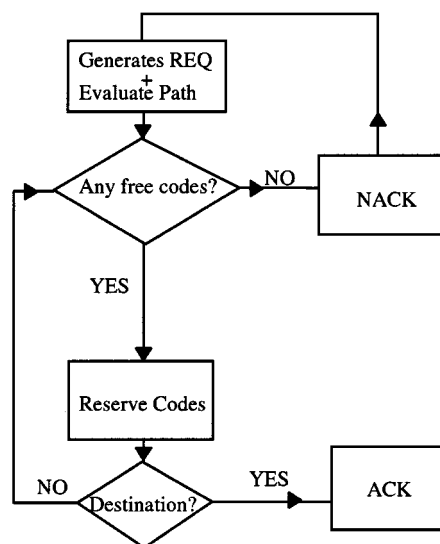 Generates REQ
+
Evaluate Path
Any free codes?
NO
NACK
YES
Reserve Codes
NO
Destination?
YES
ACK